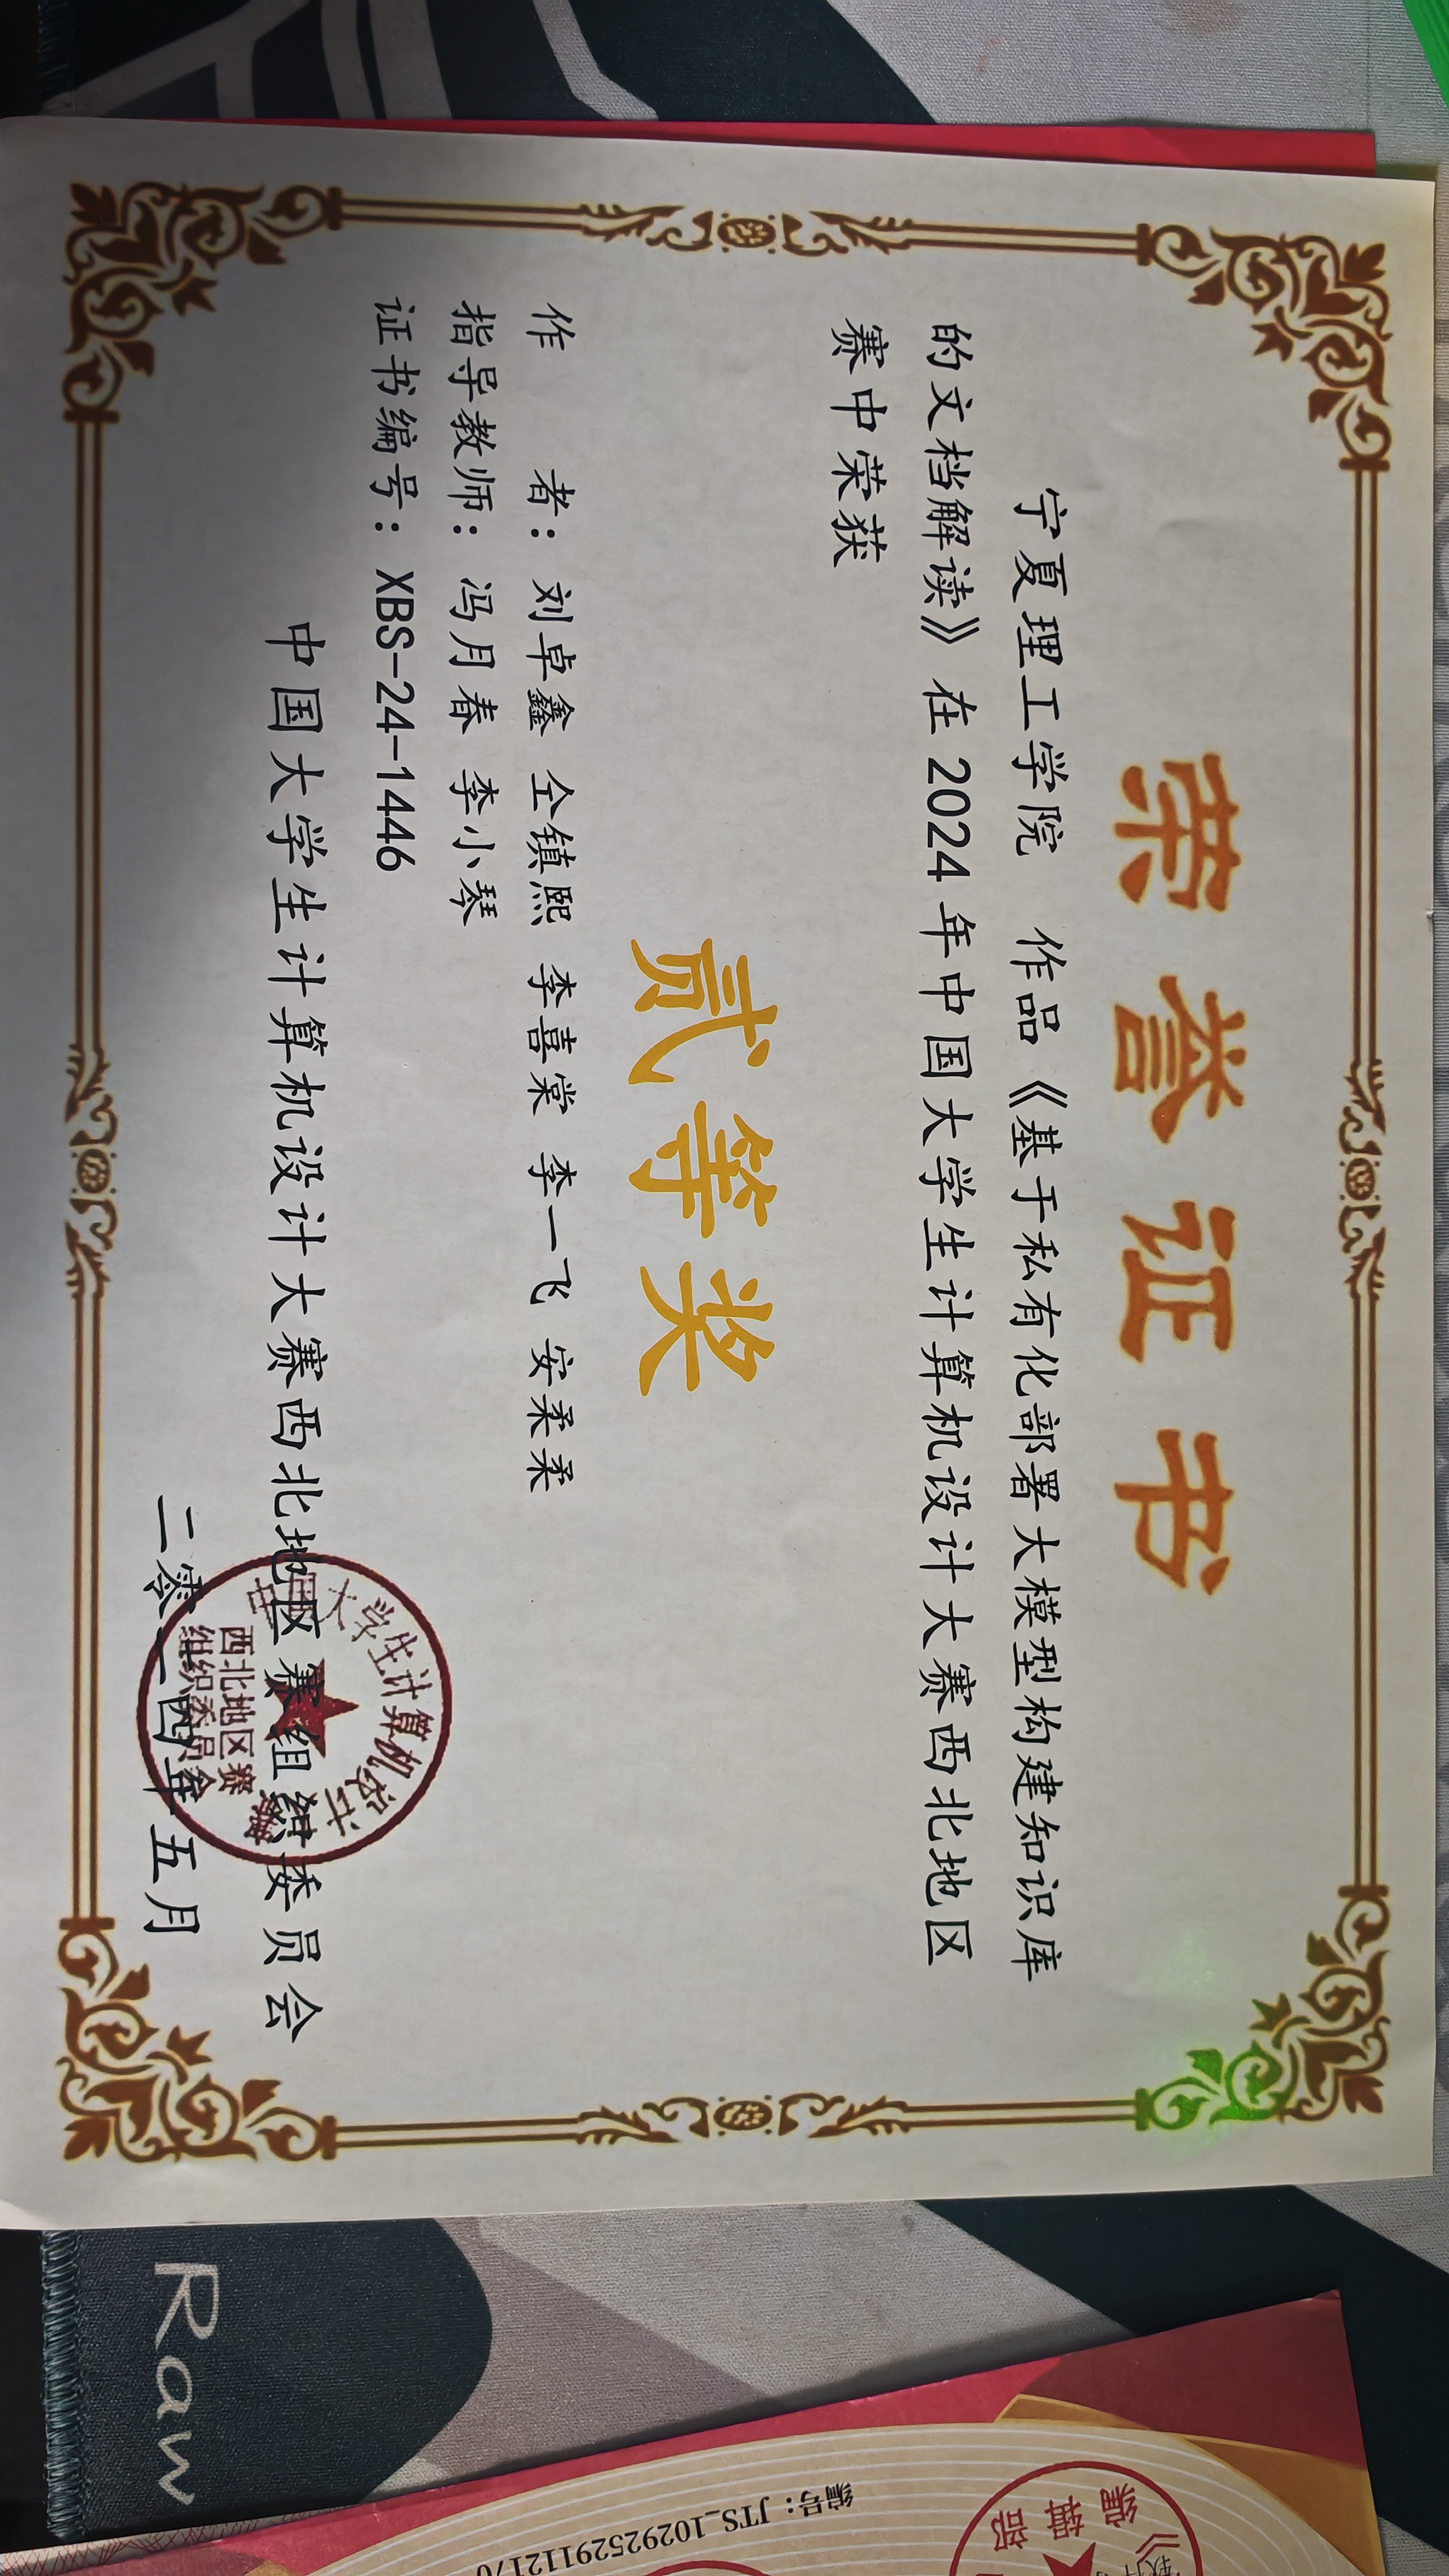 荣誉证书
宁夏理工学院 作品《基于私有化部署大模型构建知识库
的文档解读》在 2024 年中国大学生计算机设计大赛西北地区
赛中荣获
贰等奖
作 者：刘卓鑫 仝镇熙 李喜棠 李一飞 安柔柔
指导教师：冯月春 李小琴
证书编号：XBS-24-1446
中国大学生计算机设计大赛西北地区赛组织委员会
二零二四年五月
中国大学生计算机设计大赛
西北地区赛
组织委员会
编辑部
编号：JTS_1029252911217
Raw